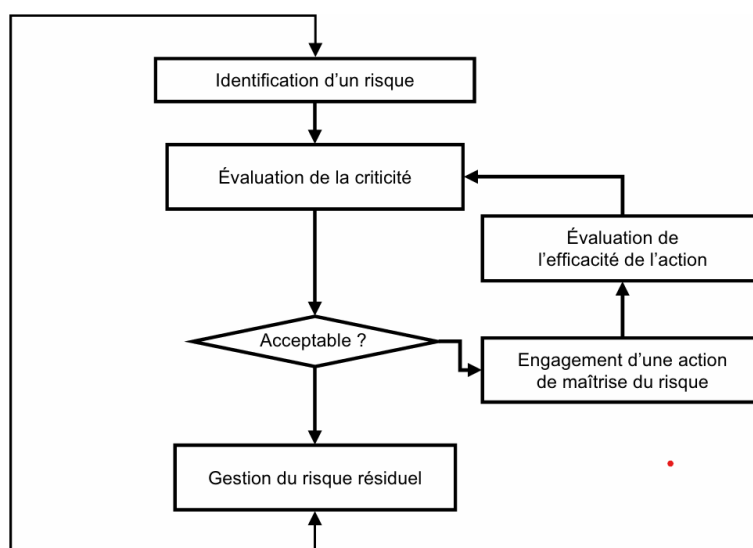 Identification d’un risque
Évaluation de la criticité
Évaluation de
l’efficacité de l’action
Acceptable ?
Engagement d’une action
de maîtrise du risque
Gestion du risque résiduel